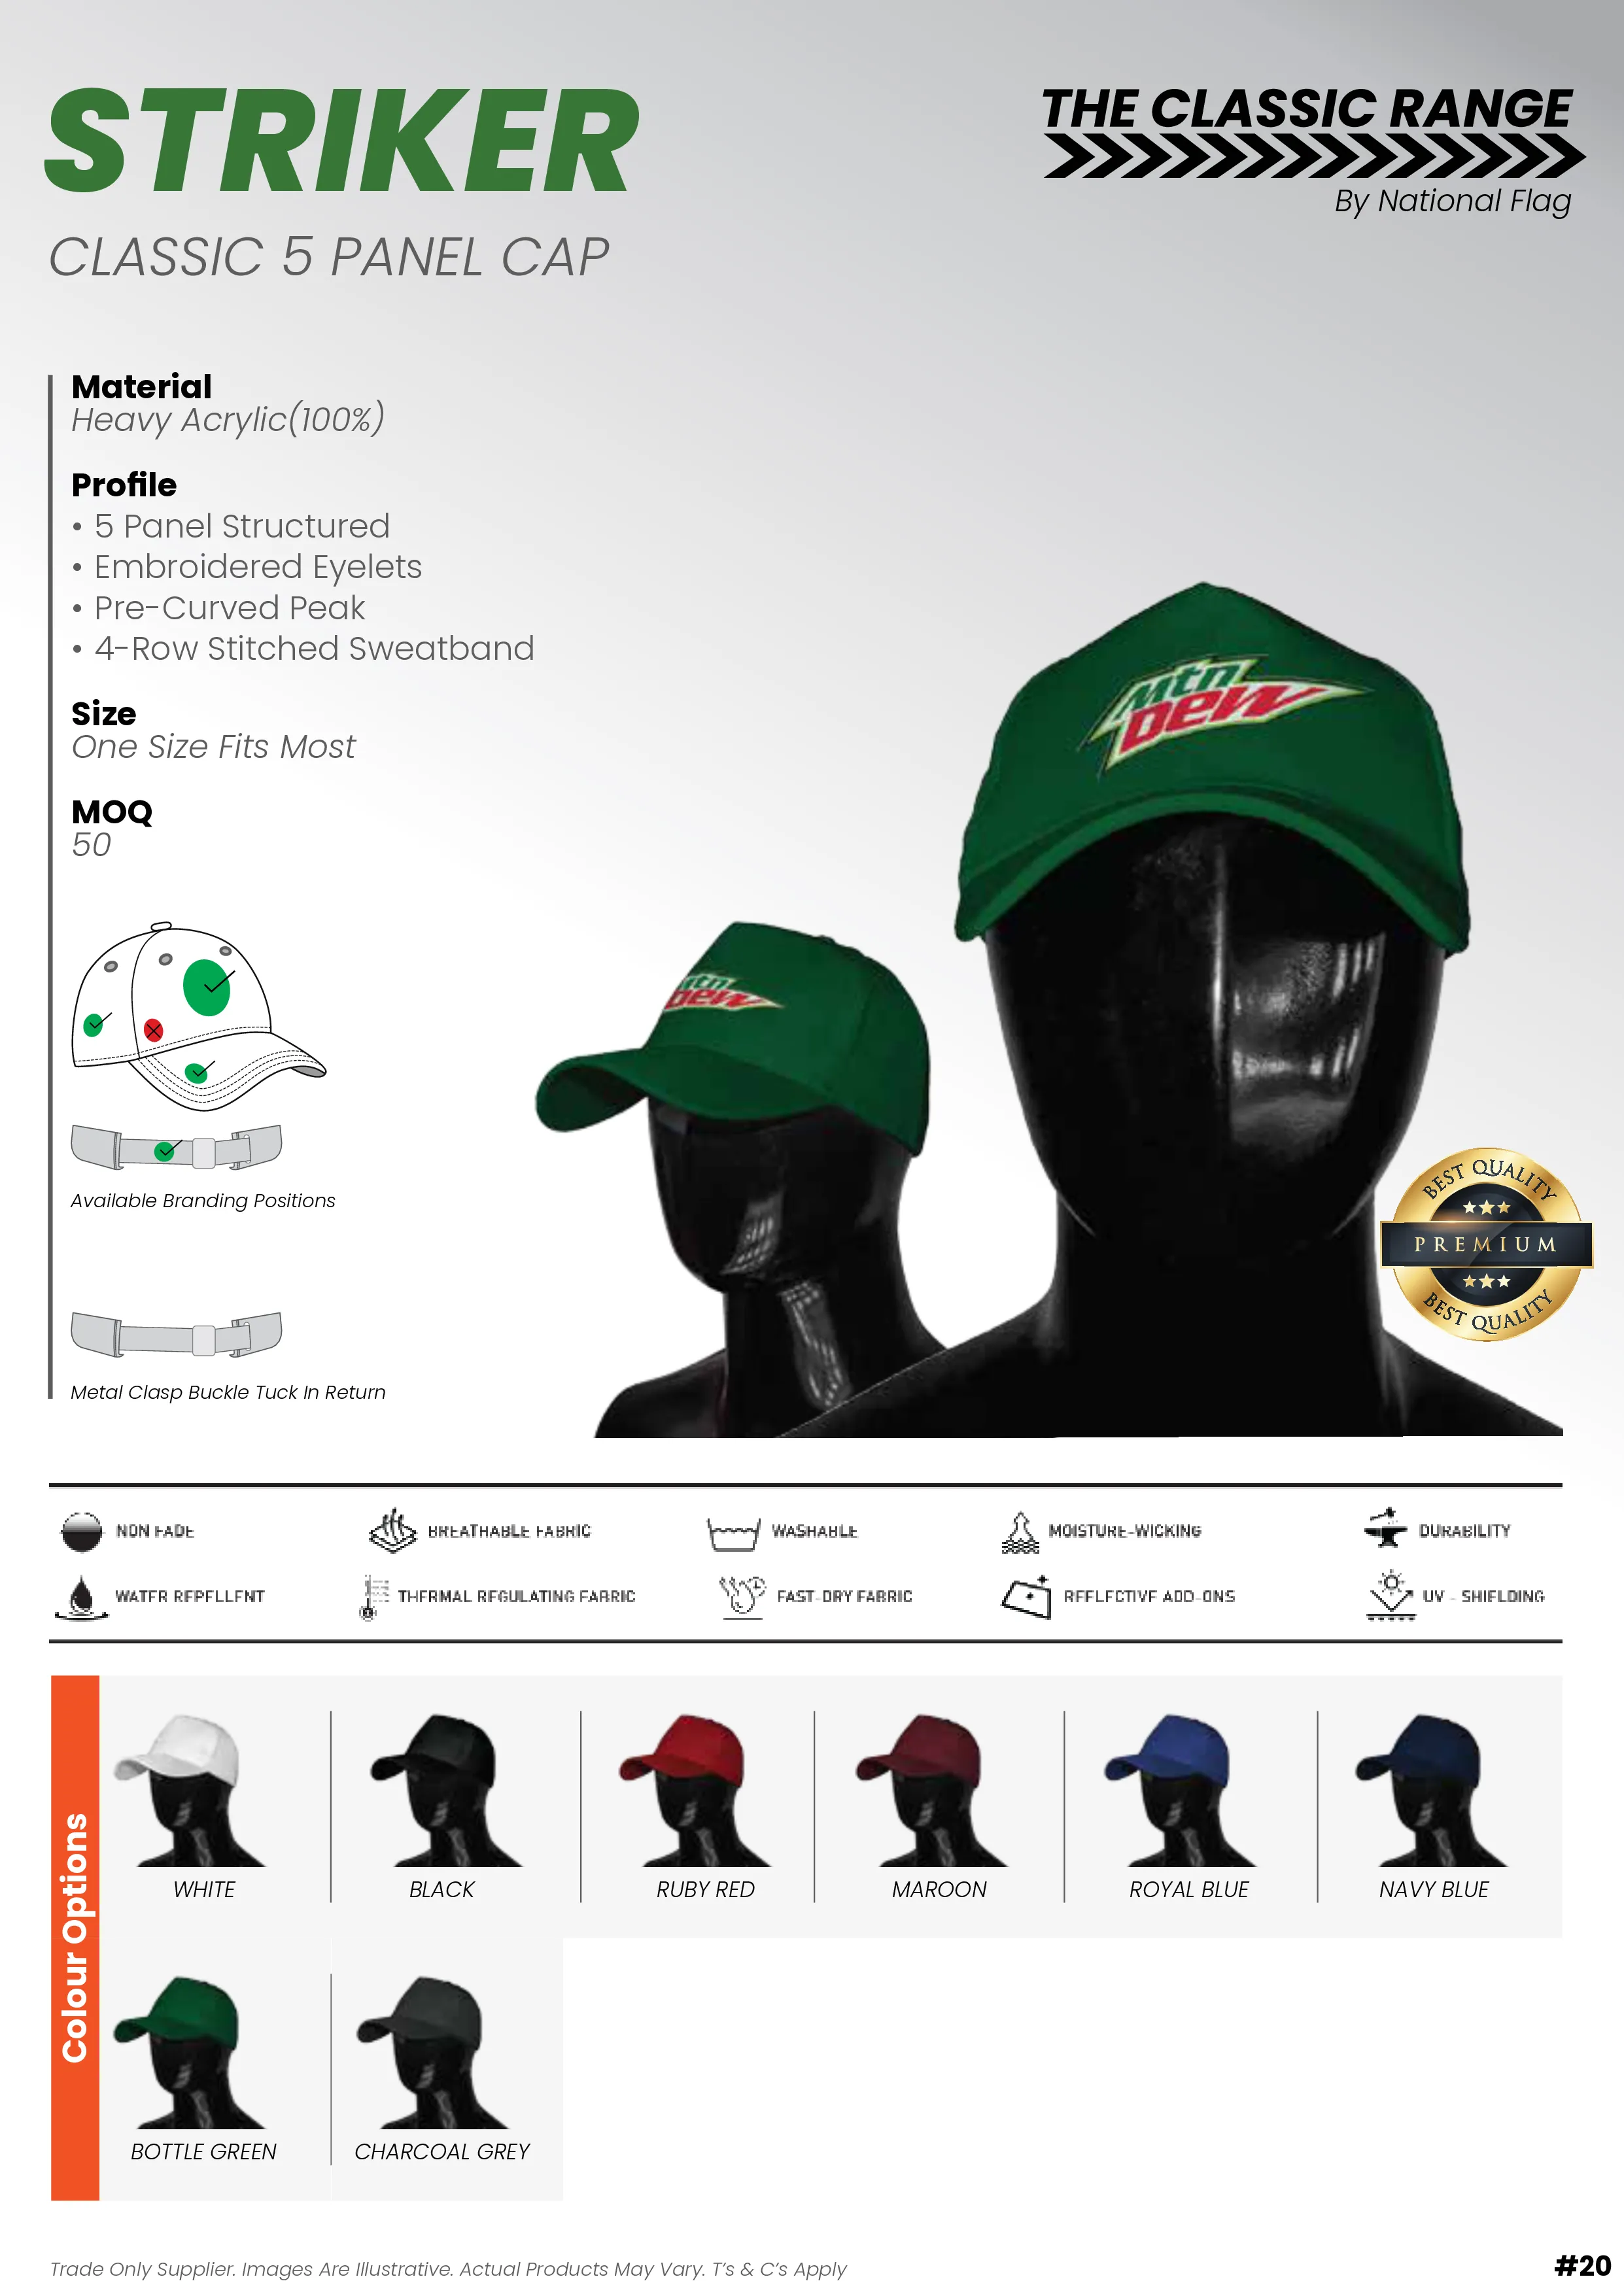 STRIKER
THE CLASSIC RANGE
By National Flag
CLASSIC 5 PANEL CAP
Material
Heavy Acrylic(100%)
Profile
• 5 Panel Structured
• Embroidered Eyelets
• Pre-Curved Peak
• 4-Row Stitched Sweatband
Size
One Size Fits Most
MOQ
50
Mtn
Dew
Mtn
Dew
Available Branding Positions
Metal Clasp Buckle Tuck In Return
BEST QUALITY
PREMIUM
BEST QUALITY
NON FADE
BREATHABLE FABRIC
WASHABLE
MOISTURE-WICKING
DURABILITY
WATER REPELLENT
THERMAL REGULATING FABRIC
FAST-DRY FABRIC
REFLECTIVE ADD-ONS
UV - SHIELDING
Colour Options
WHITE
BLACK
RUBY RED
MAROON
ROYAL BLUE
NAVY BLUE
BOTTLE GREEN
CHARCOAL GREY
Trade Only Supplier. Images Are Illustrative. Actual Products May Vary. T's & C's Apply
#20